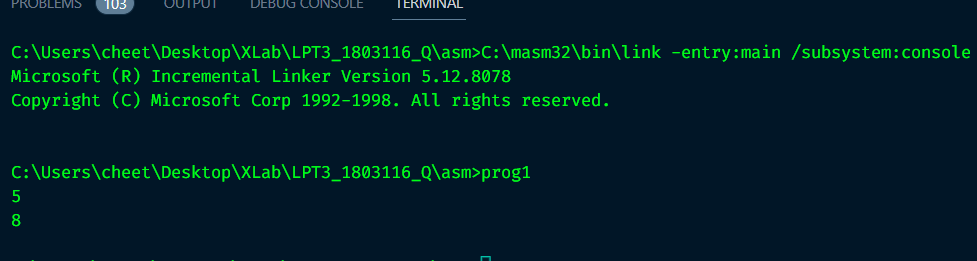 PROBLEMS 103 OUTPUT DEBUG CONSOLE TERMINAL
C:\Users\cheet\Desktop\XLab\LPT3_1803116_Q\asm>C:\masm32\bin\link -entry:main /subsystem:console
Microsoft (R) Incremental Linker Version 5.12.8078
Copyright (C) Microsoft Corp 1992-1998. All rights reserved.
C:\Users\cheet\Desktop\XLab\LPT3_1803116_Q\asm>prog1
5
8